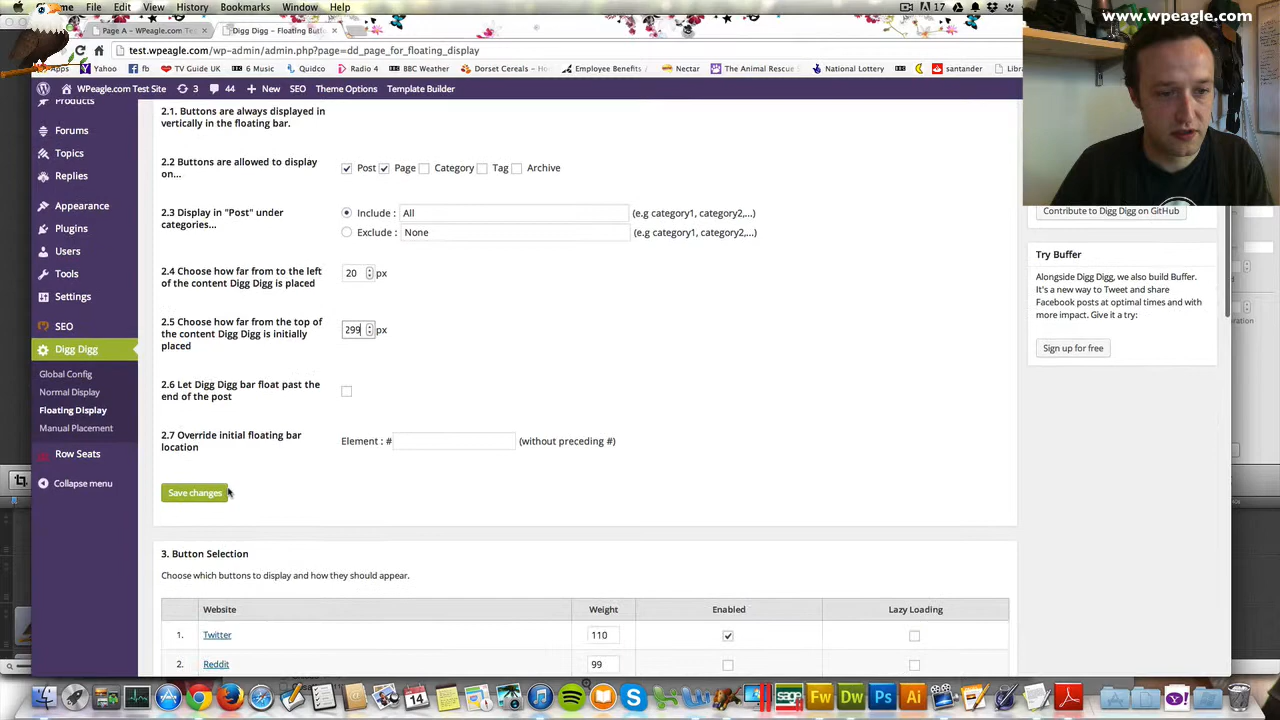 File Edit View History Bookmarks Window Help
17
www.wpeagle.com
Page A – WPeagle.com Te
Digg Digg – Floating Butt
test.wpeagle.com/wp-admin/admin.php?page=dd_page_for_floating_display
Apps Yahoo fb TV Guide UK 6 Music Quidco Radio 4 BBC Weather Dorset Cereals – Ho Employee Benefits / Nectar The Animal Rescue National Lottery santander
WPeagle.com Test Site 3 44 + New SEO Theme Options Template Builder
Products
Forums
Topics
Replies
Appearance
Plugins
Users
Tools
Settings
SEO
Digg Digg
Global Config
Normal Display
Floating Display
Manual Placement
Row Seats
Collapse menu
2.1. Buttons are always displayed in
vertically in the floating bar.
2.2 Buttons are allowed to display
on...
Post Page Category Tag Archive
2.3 Display in "Post" under
categories...
Include : All (e.g category1, category2,...)
Exclude : None (e.g category1, category2,...)
2.4 Choose how far from to the left
of the content Digg Digg is placed
20 px
2.5 Choose how far from the top of
the content Digg Digg is initially
placed
299 px
2.6 Let Digg Digg bar float past the
end of the post
2.7 Override initial floating bar
location
Element : # (without preceding #)
Save changes
3. Button Selection
Choose which buttons to display and how they should appear.
Website Weight Enabled Lazy Loading
1. Twitter 110
2. Reddit 99
Contribute to Digg Digg on GitHub
Try Buffer
Alongside Digg Digg, we also build Buffer.
It's a new way to Tweet and share
Facebook posts at optimal times and with
more impact. Give it a try:
Sign up for free
14
Fw Dw Ps Ai